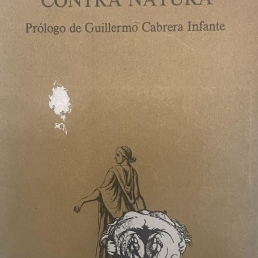 CONTRA NATURA
Prólogo de Guillermo Cabrera Infante